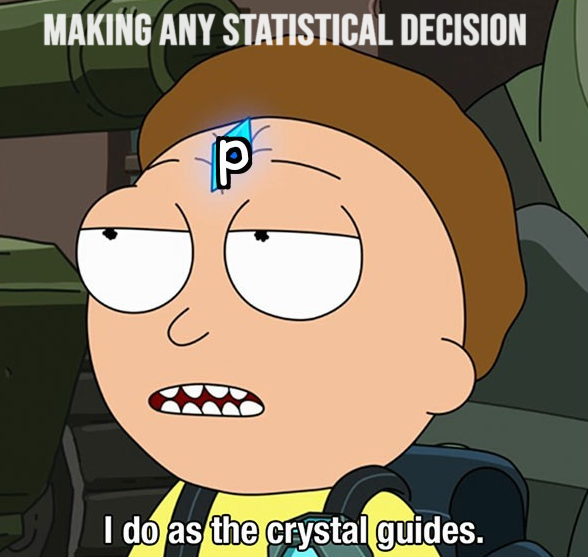 MAKING ANY STATISTICAL DECISION
p
I do as the crystal guides.